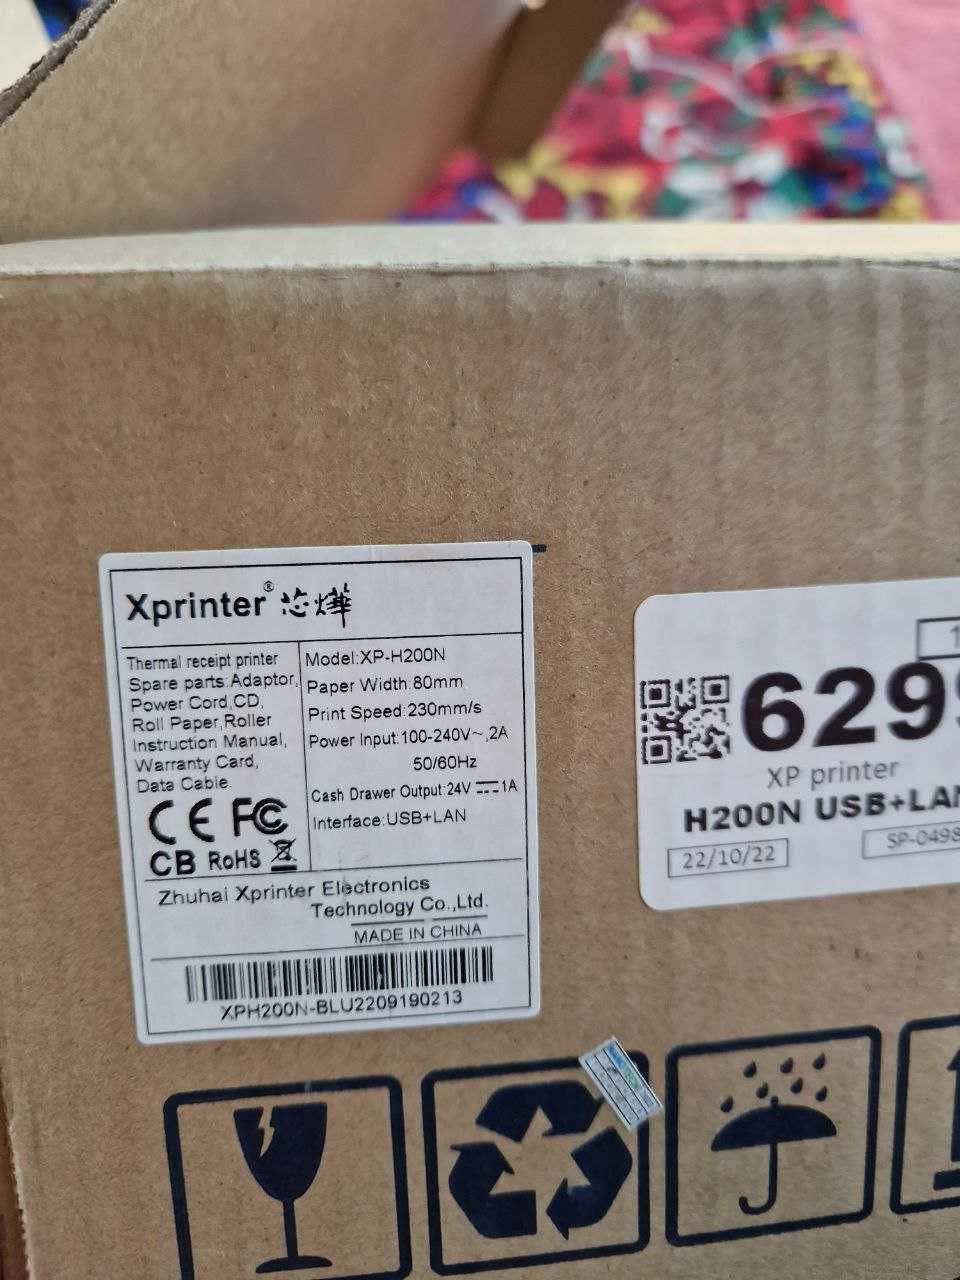 Xprinter® 芯烨
Thermal receipt printer
Spare parts:Adaptor,
Power Cord,CD,
Roll Paper,Roller
Instruction Manual,
Warranty Card,
Data Cable
CE FC
CB RoHS
Model:XP-H200N
Paper Width:80mm
Print Speed:230mm/s
Power Input:100-240V~,2A
50/60Hz
Cash Drawer Output:24V⎓1A
Interface:USB+LAN
Zhuhai Xprinter Electronics
Technology Co.,Ltd.
MADE IN CHINA
XPH200N-BLU2209190213
1
629
XP printer
H200N USB+LAN
22/10/22
SP-0498